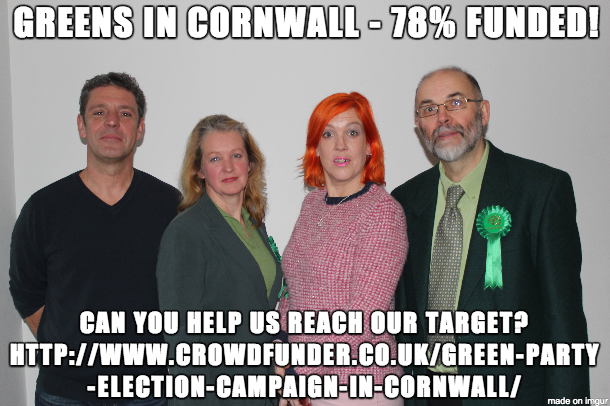 GREENS IN CORNWALL - 78% FUNDED!
CAN YOU HELP US REACH OUR TARGET?
HTTP://WWW.CROWDFUNDER.CO.UK/GREEN-PARTY
-ELECTION-CAMPAIGN-IN-CORNWALL/
made on imgur